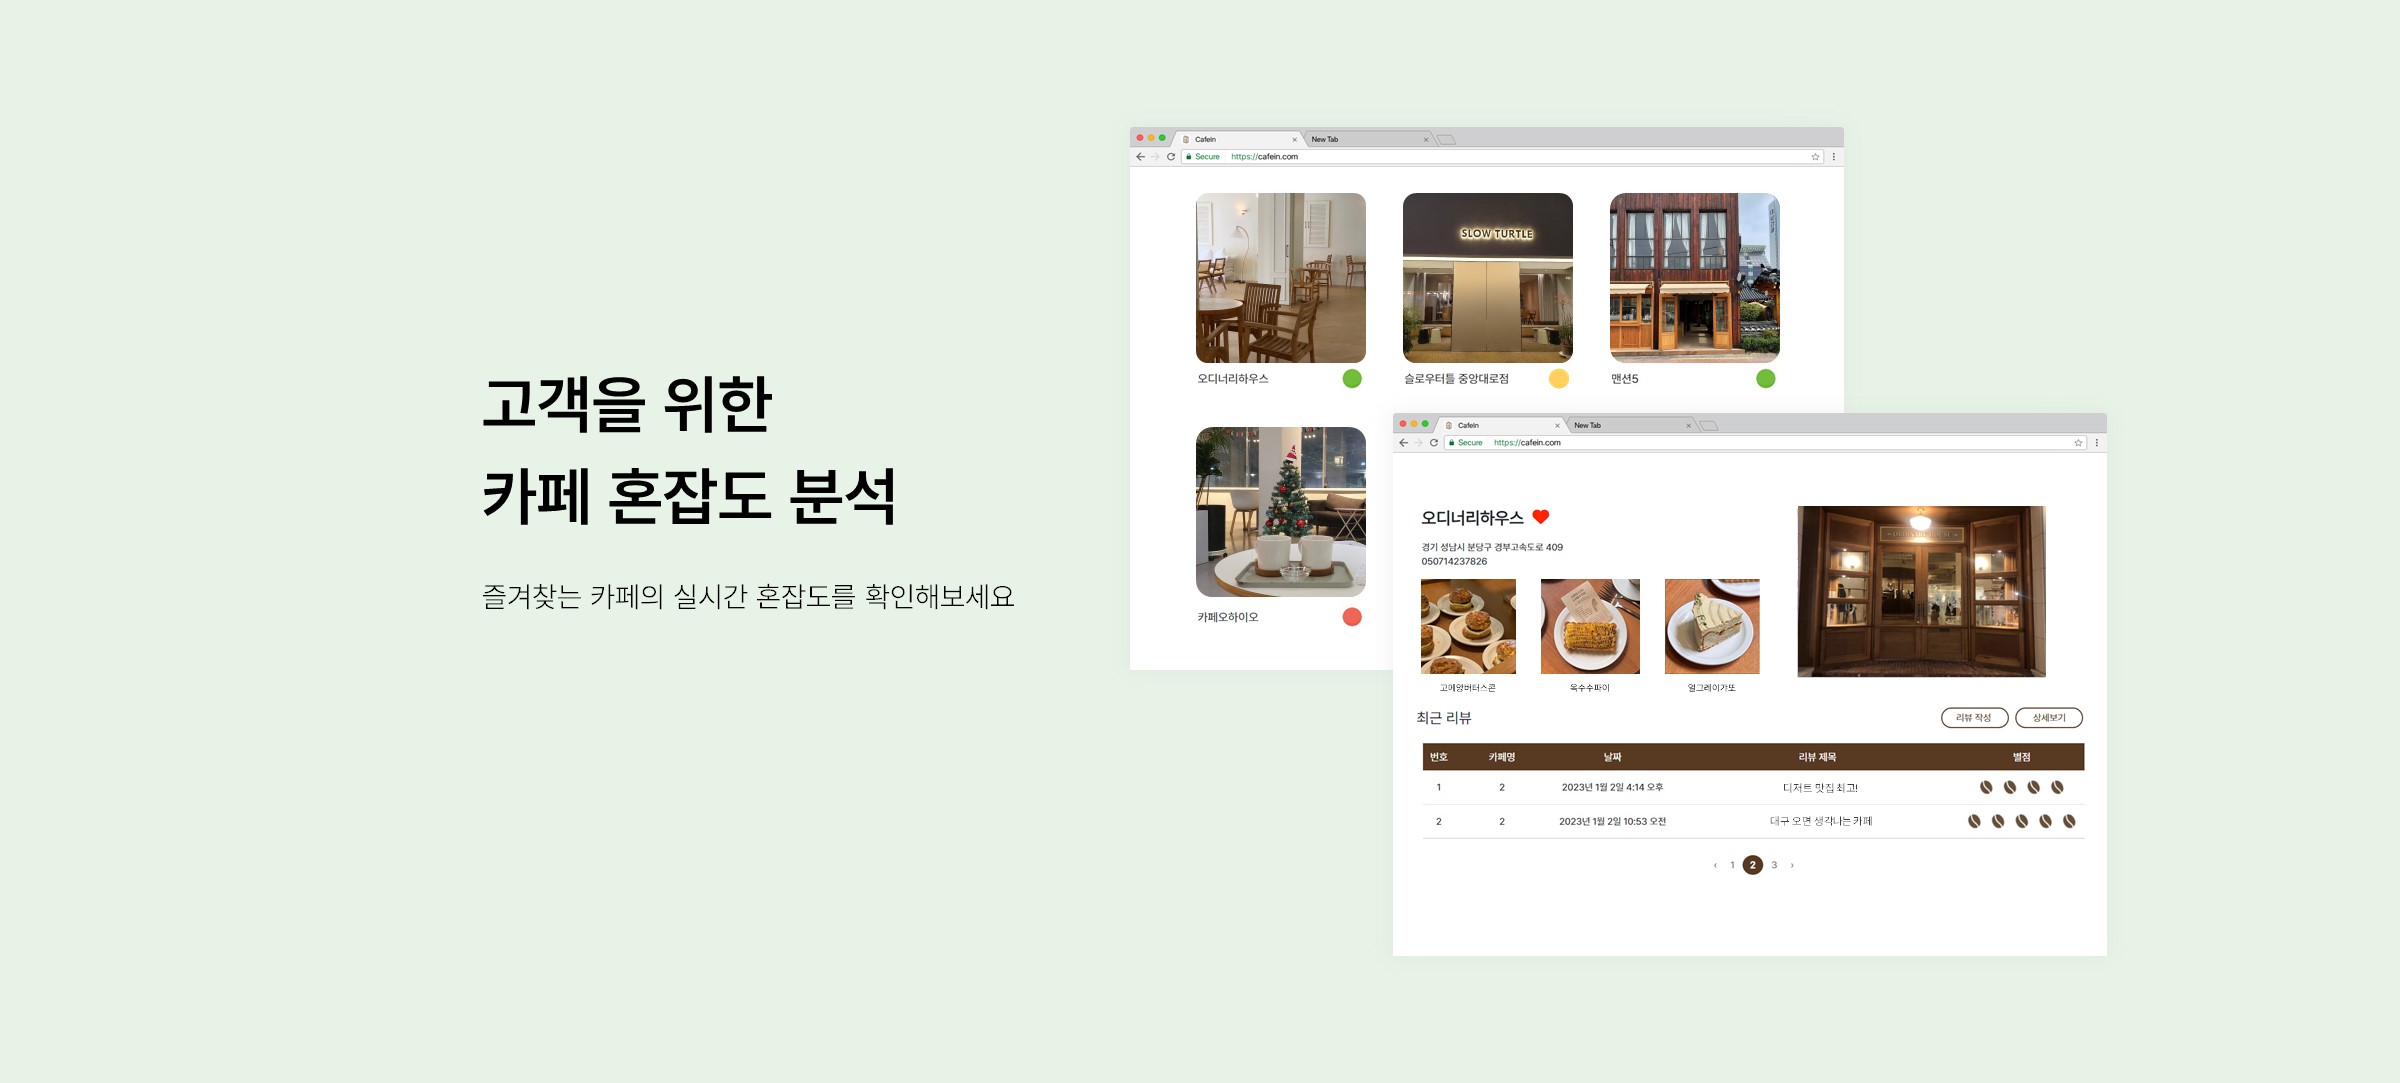 고객을 위한
카페 혼잡도 분석
즐겨찾는 카페의 실시간 혼잡도를 확인해보세요
Cafein
New Tab
Secure https://cafein.com
SLOW TURTLE
오디너리하우스
슬로우터틀 중앙대로점
맨션5
카페오하이오
Cafein
New Tab
Secure https://cafein.com
오디너리하우스
경기 성남시 분당구 경부고속도로 409
050714237826
고메앙버터스콘
옥수수파이
얼그레이가또
최근 리뷰
리뷰 작성
상세보기
번호 카페명 날짜 리뷰 제목 별점
1 2 2023년 1월 2일 4:14 오후 디저트 맛집 최고!
2 2 2023년 1월 2일 10:53 오전 대구 오면 생각나는 카페
‹ 1 2 3 ›